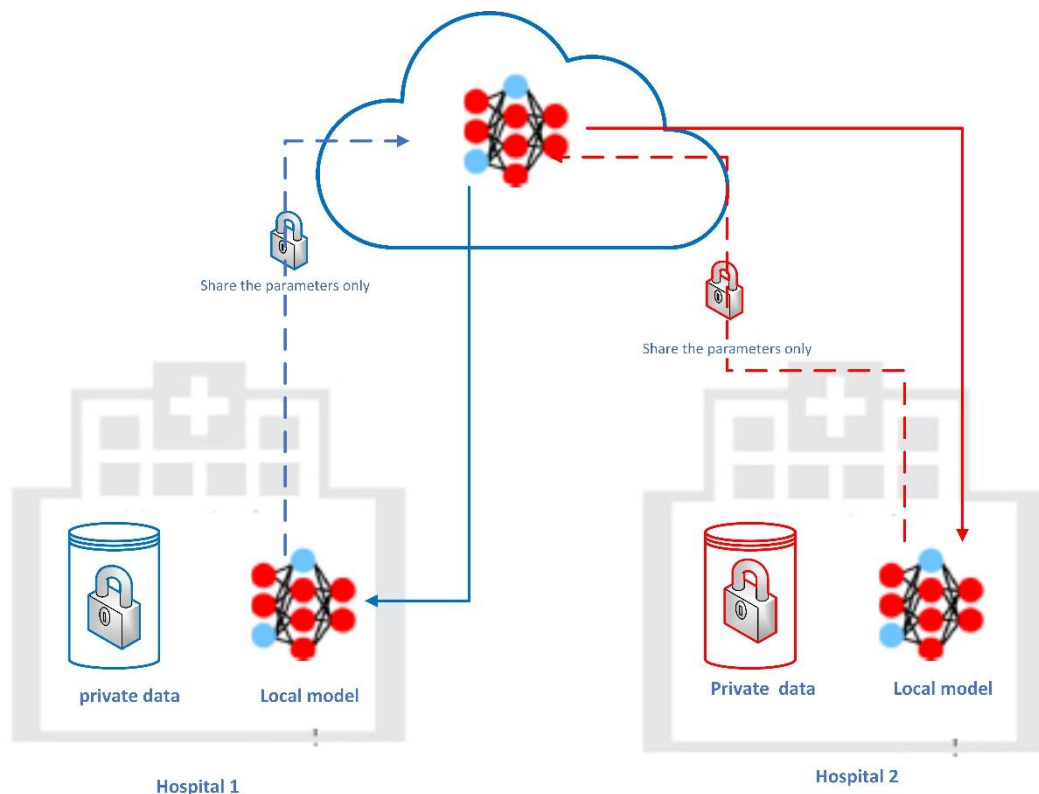 Share the parameters only
Share the parameters only
private data
Local model
Private data
Local model
Hospital 1
Hospital 2